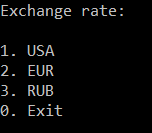 Exchange rate:
1. USA
2. EUR
3. RUB
0. Exit